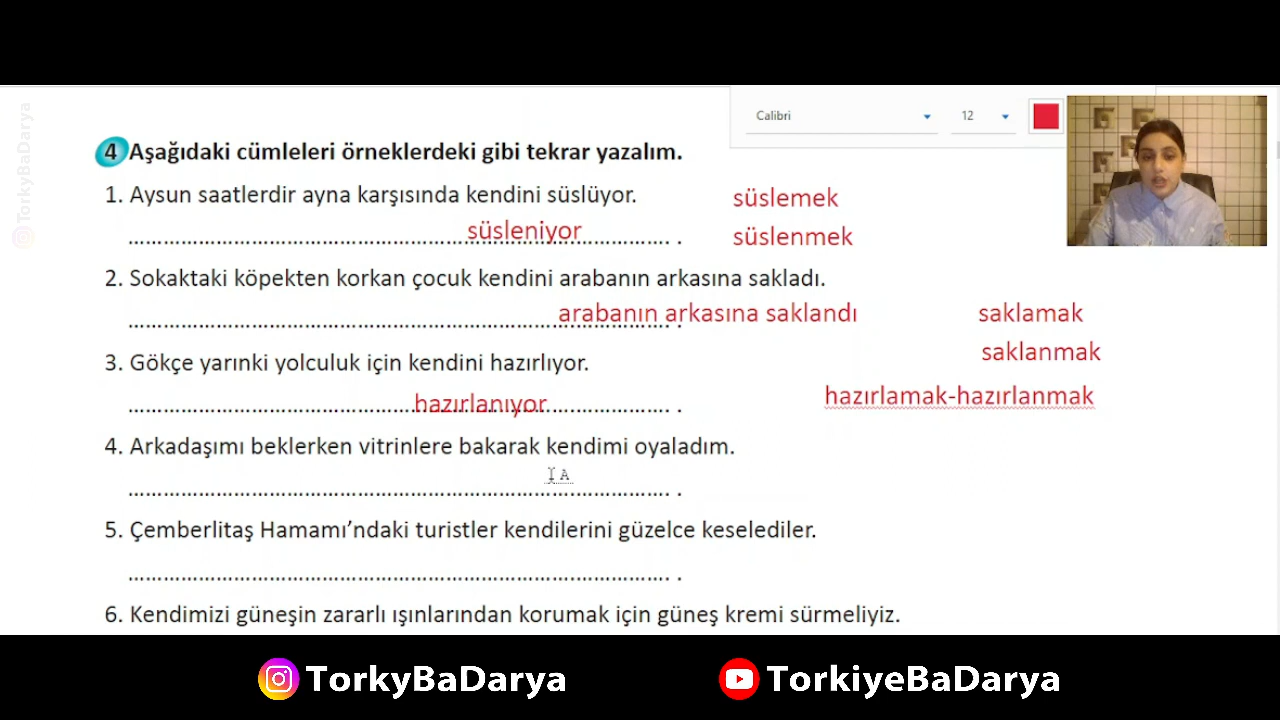 Calibri 12
4 Aşağıdaki cümleleri örneklerdeki gibi tekrar yazalım.
1. Aysun saatlerdir ayna karşısında kendini süslüyor. süslemek
süsleniyor süslenmek
2. Sokaktaki köpekten korkan çocuk kendini arabanın arkasına sakladı.
arabanın arkasına saklandı saklamak
saklanmak
3. Gökçe yarınki yolculuk için kendini hazırlıyor.
hazırlanıyor hazırlamak-hazırlanmak
4. Arkadaşımı beklerken vitrinlere bakarak kendimi oyaladım.
A
5. Çemberlitaş Hamamı’ndaki turistler kendilerini güzelce keselediler.
6. Kendimizi güneşin zararlı ışınlarından korumak için güneş kremi sürmeliyiz.
TorkyBaDarya TorkiyeBaDarya
TorkyBaDarya